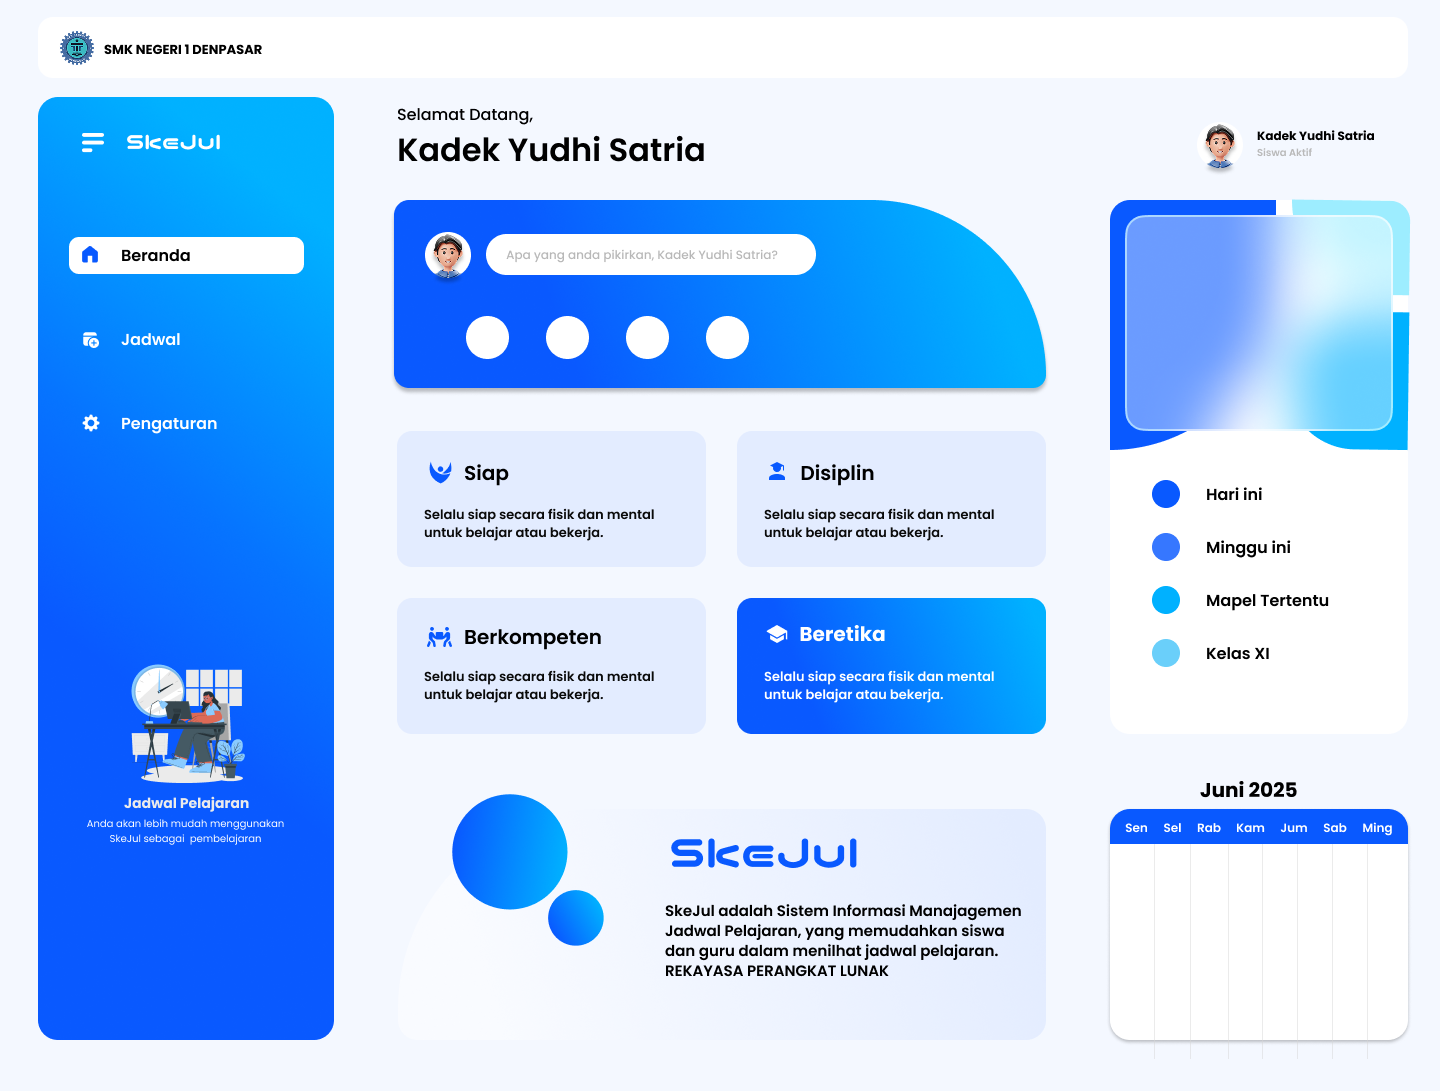 SMK NEGERI 1 DENPASAR
SkeJul
Beranda
Jadwal
Pengaturan
Jadwal Pelajaran
Anda akan lebih mudah menggunakan
SkeJul sebagai pembelajaran
Selamat Datang,
Kadek Yudhi Satria
Kadek Yudhi Satria
Siswa Aktif
Apa yang anda pikirkan, Kadek Yudhi Satria?
Siap
Selalu siap secara fisik dan mental
untuk belajar atau bekerja.
Disiplin
Selalu siap secara fisik dan mental
untuk belajar atau bekerja.
Berkompeten
Selalu siap secara fisik dan mental
untuk belajar atau bekerja.
Beretika
Selalu siap secara fisik dan mental
untuk belajar atau bekerja.
Hari ini
Minggu ini
Mapel Tertentu
Kelas XI
SkeJul
SkeJul adalah Sistem Informasi Manajagemen
Jadwal Pelajaran, yang memudahkan siswa
dan guru dalam menilhat jadwal pelajaran.
REKAYASA PERANGKAT LUNAK
Juni 2025
Sen Sel Rab Kam Jum Sab Ming